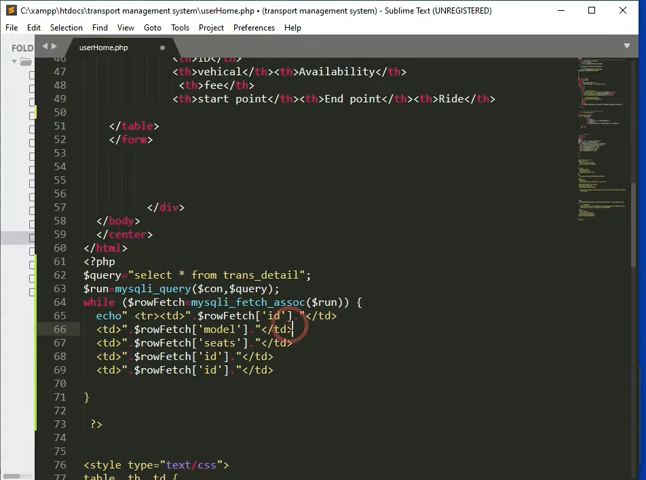 C:\xampp\htdocs\transport management system\userHome.php • (transport management system) - Sublime Text (UNREGISTERED)
File Edit Selection Find View Goto Tools Project Preferences Help
FOLD
userHome.php
46 <th>ID</th>
47 <th>vehical</th><th>Availability</th>
48 <th>fee</th>
49 <th>start point</th><th>End point</th><th>Ride</th>
50
51 </table>
52 </form>
53
54
55
56
57 </div>
58 </body>
59 </center>
60 </html>
61 <?php
62 $query="select * from trans_detail";
63 $run=mysqli_query($con,$query);
64 while ($rowFetch=mysqli_fetch_assoc($run)) {
65 echo" <tr><td>".$rowFetch['id']."</td>
66 <td>".$rowFetch['model']."</td>
67 <td>".$rowFetch['seats']."</td>
68 <td>".$rowFetch['id']."</td>
69 <td>".$rowFetch['id']."</td>
70
71 }
72
73 ?>
74
75
76 <style type="text/css">
77 table, th, td {